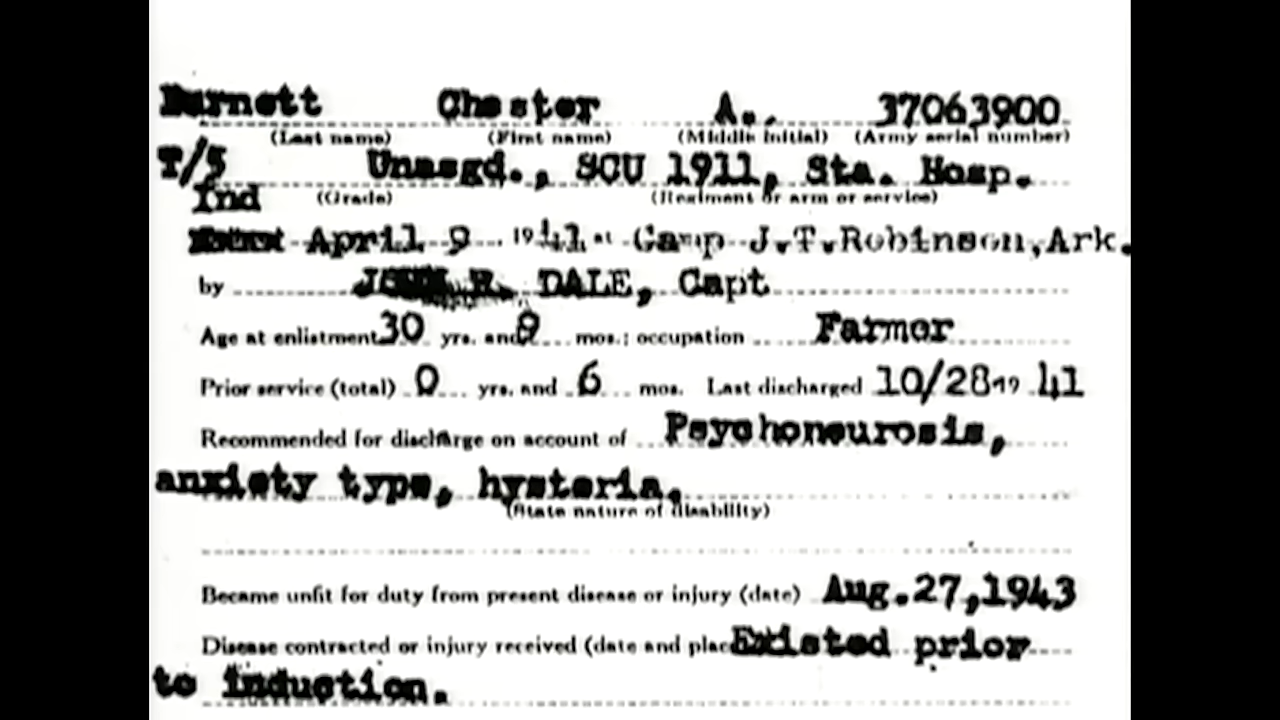 Burnett Chester A. 37063900
(Last name) (First name) (Middle initial) (Army serial number)
T/5 Unasgd., SCU 1911, Sta. Hosp.
(Grade) (Regiment or arm or service)
Ind
April 9 1941 at Camp J.T.Robinson,Ark.
by DALE, Capt
Age at enlistment 30 yrs. and 9 mos.; occupation Farmer
Prior service (total) 0 yrs. and 6 mos. Last discharged 10/28 19 41
Recommended for discharge on account of Psychoneurosis,
anxiety type, hysteria.
(State nature of disability)
Became unfit for duty from present disease or injury (date) Aug.27,1943
Disease contracted or injury received (date and plac Existed prior
to induction.